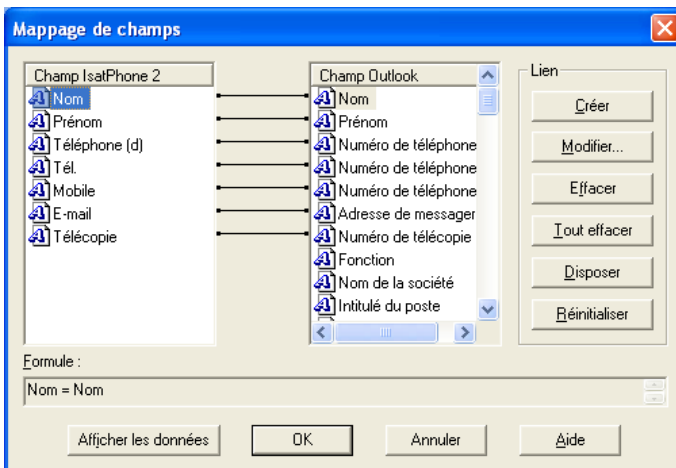 Mappage de champs
Champ IsatPhone 2
Nom
Prénom
Téléphone (d)
Tél.
Mobile
E-mail
Télécopie
Champ Outlook
Nom
Prénom
Numéro de téléphone
Numéro de téléphone
Numéro de téléphone
Adresse de messager
Numéro de télécopie
Fonction
Nom de la société
Intitulé du poste
Lien
Créer
Modifier...
Effacer
Tout effacer
Disposer
Réinitialiser
Formule :
Nom = Nom
Afficher les données
OK
Annuler
Aide